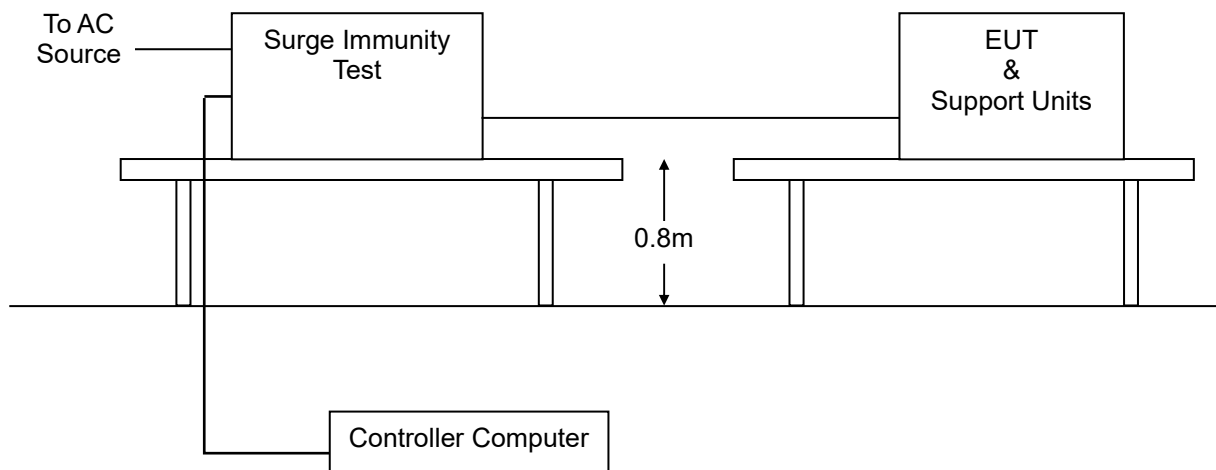 To AC
Source
Surge Immunity
Test
EUT
&
Support Units
0.8m
Controller Computer